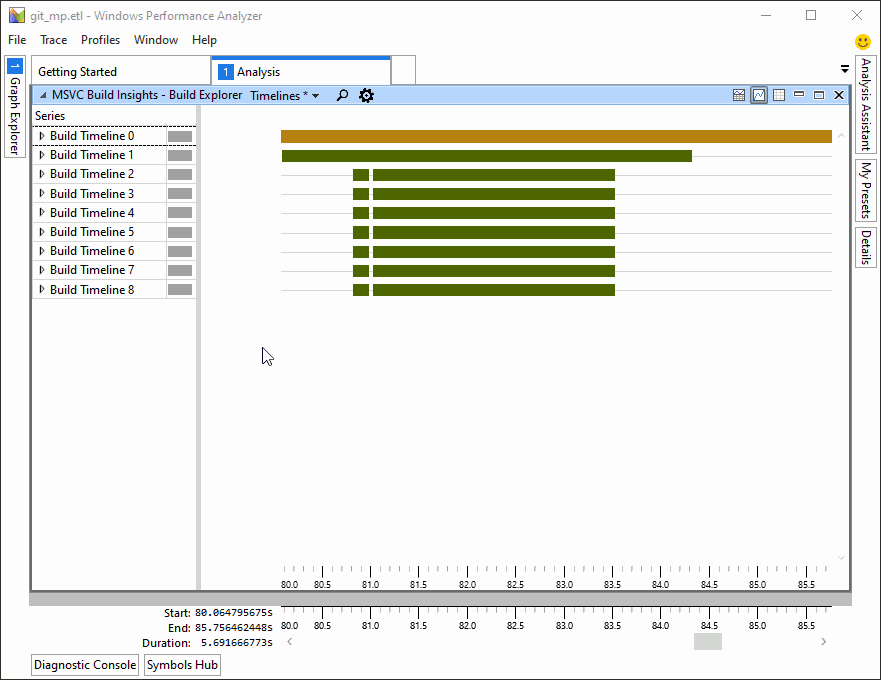 git_mp.etl - Windows Performance Analyzer
File Trace Profiles Window Help
1 Graph Explorer
Getting Started
1 Analysis
MSVC Build Insights - Build Explorer Timelines *
Series
Build Timeline 0
Build Timeline 1
Build Timeline 2
Build Timeline 3
Build Timeline 4
Build Timeline 5
Build Timeline 6
Build Timeline 7
Build Timeline 8
80.0 80.5 81.0 81.5 82.0 82.5 83.0 83.5 84.0 84.5 85.0 85.5
Start: 80.064795675s
End: 85.756462448s
Duration: 5.691666773s
80.0 80.5 81.0 81.5 82.0 82.5 83.0 83.5 84.0 84.5 85.0 85.5
Analysis Assistant
My Presets
Details
Diagnostic Console Symbols Hub